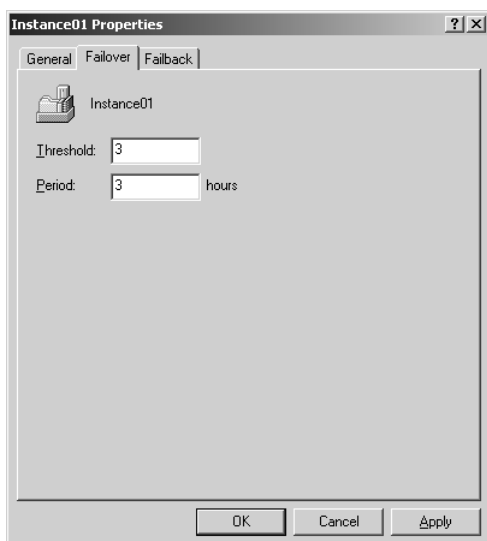 Instance01 Properties
General Failover Failback
Instance01
Threshold: 3
Period: 3 hours
OK Cancel Apply